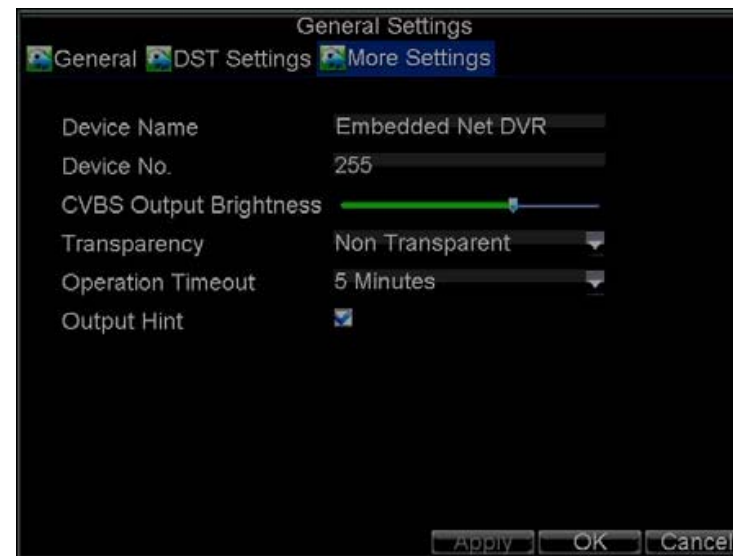 General Settings
General DST Settings More Settings
Device Name Embedded Net DVR
Device No. 255
CVBS Output Brightness
Transparency Non Transparent
Operation Timeout 5 Minutes
Output Hint
Apply OK Cancel